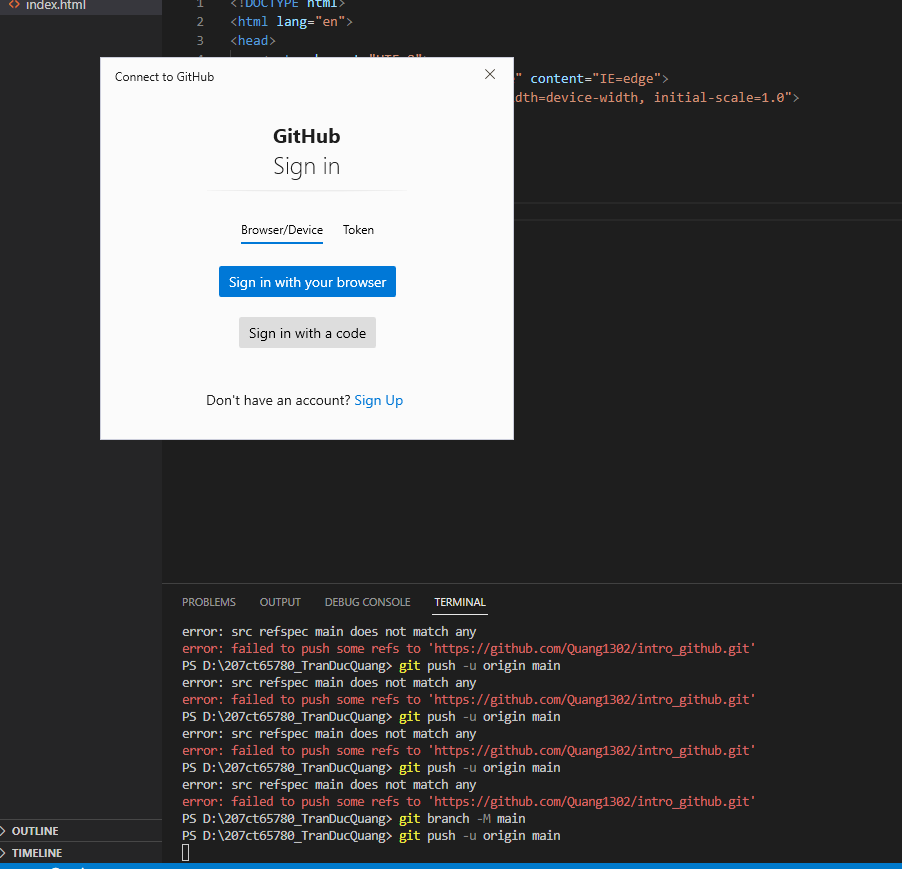 index.html
1 <!DOCTYPE html>
2 <html lang="en">
3 <head>
content="IE=edge">
dth=device-width, initial-scale=1.0">
Connect to GitHub
GitHub
Sign in
Browser/Device Token
Sign in with your browser
Sign in with a code
Don't have an account? Sign Up
PROBLEMS OUTPUT DEBUG CONSOLE TERMINAL
error: src refspec main does not match any
error: failed to push some refs to 'https://github.com/Quang1302/intro_github.git'
PS D:\207ct65780_TranDucQuang> git push -u origin main
error: src refspec main does not match any
error: failed to push some refs to 'https://github.com/Quang1302/intro_github.git'
PS D:\207ct65780_TranDucQuang> git push -u origin main
error: src refspec main does not match any
error: failed to push some refs to 'https://github.com/Quang1302/intro_github.git'
PS D:\207ct65780_TranDucQuang> git push -u origin main
error: src refspec main does not match any
error: failed to push some refs to 'https://github.com/Quang1302/intro_github.git'
PS D:\207ct65780_TranDucQuang> git branch -M main
PS D:\207ct65780_TranDucQuang> git push -u origin main
OUTLINE
TIMELINE